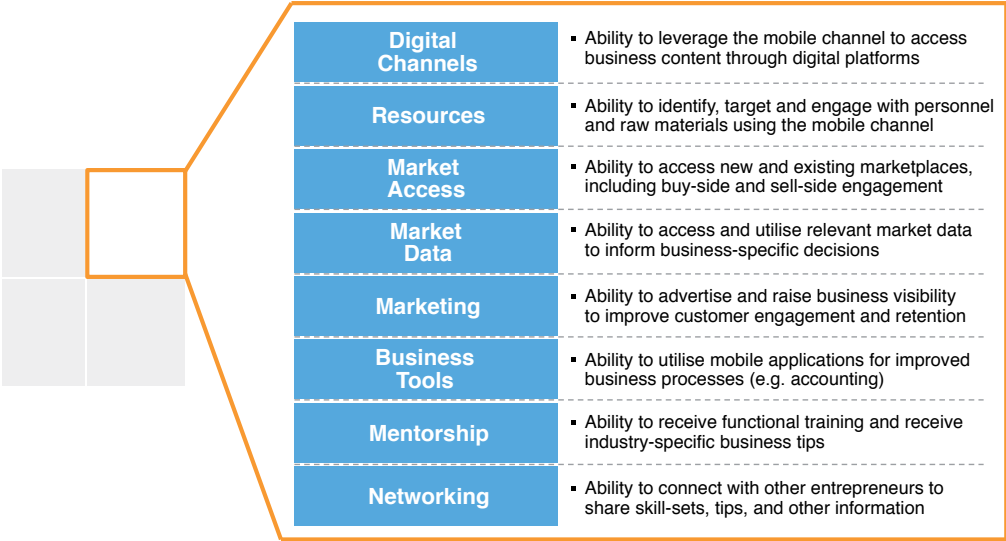 Digital
Channels
▪ Ability to leverage the mobile channel to access
business content through digital platforms
Resources
▪ Ability to identify, target and engage with personnel
and raw materials using the mobile channel
Market
Access
▪ Ability to access new and existing marketplaces,
including buy-side and sell-side engagement
Market
Data
▪ Ability to access and utilise relevant market data
to inform business-specific decisions
Marketing
▪ Ability to advertise and raise business visibility
to improve customer engagement and retention
Business
Tools
▪ Ability to utilise mobile applications for improved
business processes (e.g. accounting)
Mentorship
▪ Ability to receive functional training and receive
industry-specific business tips
Networking
▪ Ability to connect with other entrepreneurs to
share skill-sets, tips, and other information